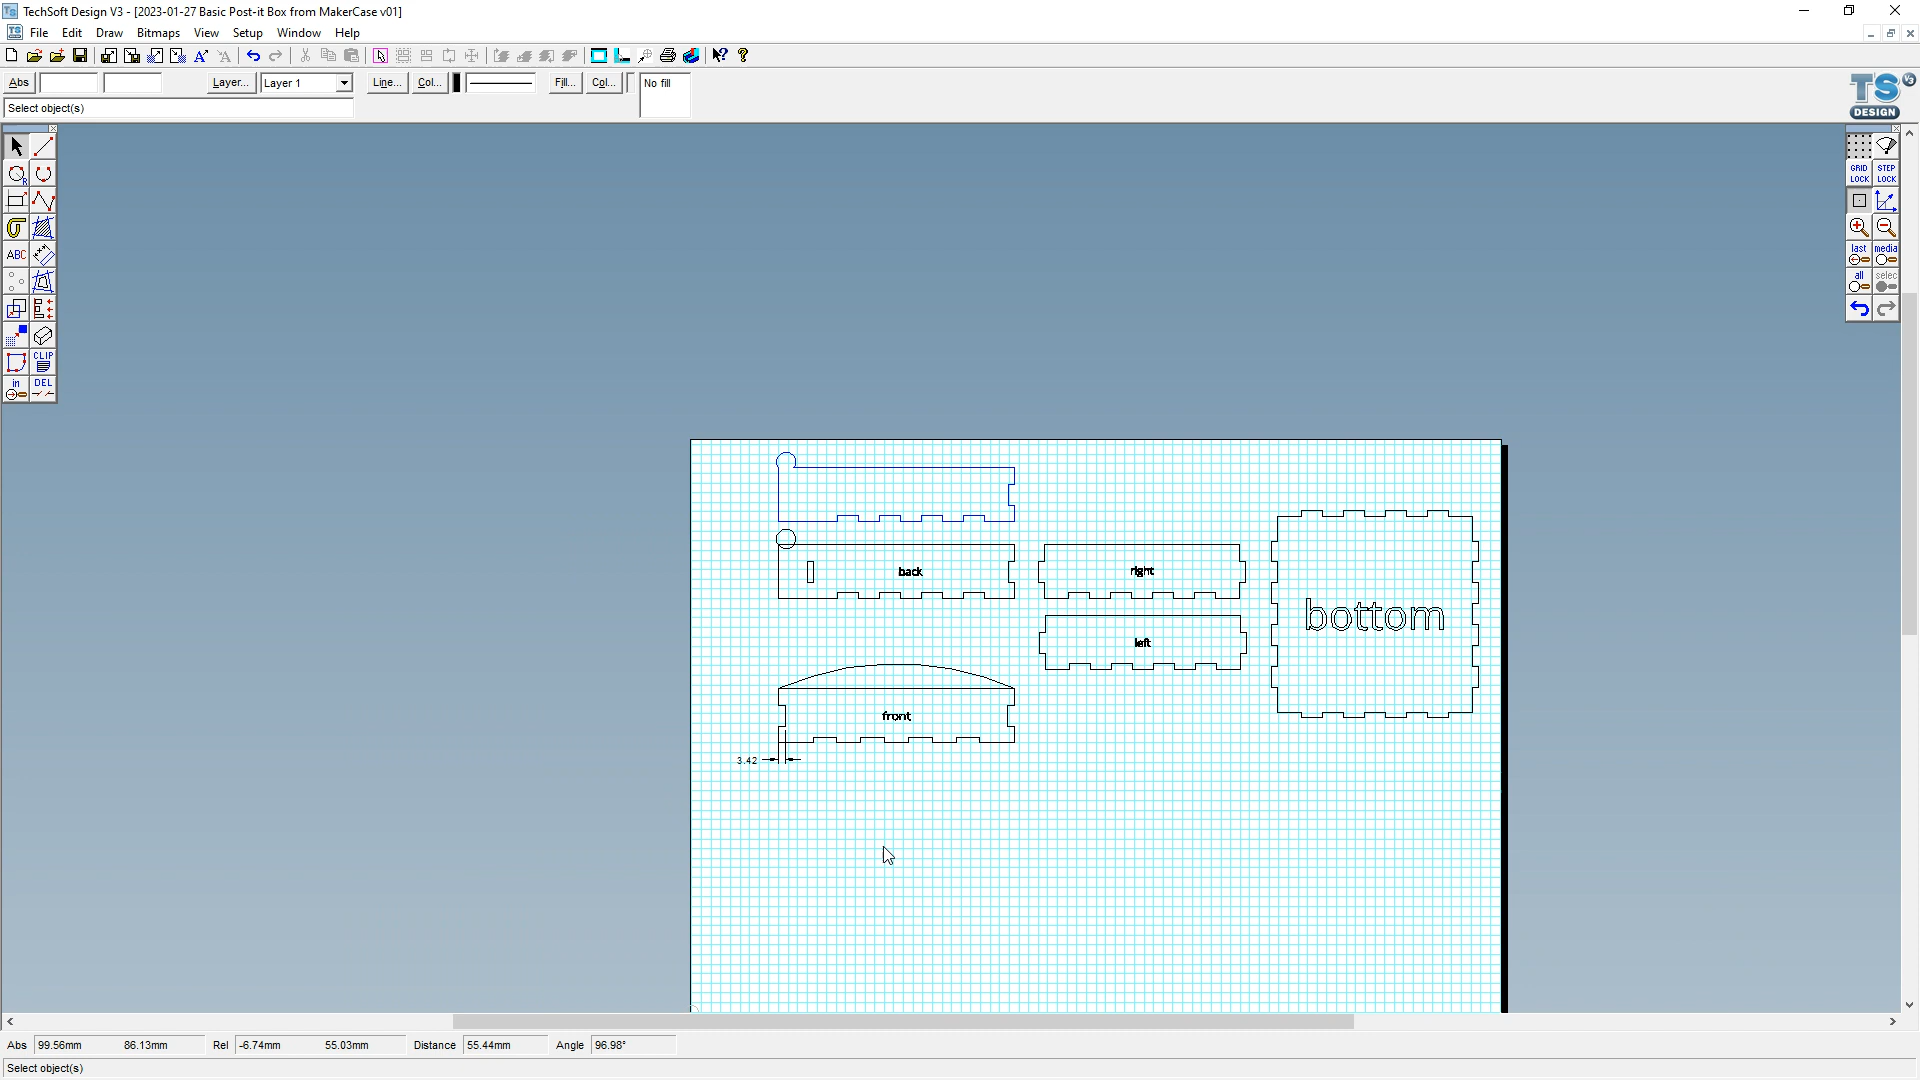 TechSoft Design V3 - [2023-01-27 Basic Post-it Box from MakerCase v01]
File Edit Draw Bitmaps View Setup Window Help
Abs Layer... Layer 1 Line... Col... Fill... Col... No fill
Select object(s)
TS V3
DESIGN
GRID LOCK STEP LOCK
ABC
last media
all selec
CLIP
in DEL
back
right
bottom
left
front
3.42
Abs 99.56mm 86.13mm Rel -6.74mm 55.03mm Distance 55.44mm Angle 96.98°
Select object(s)